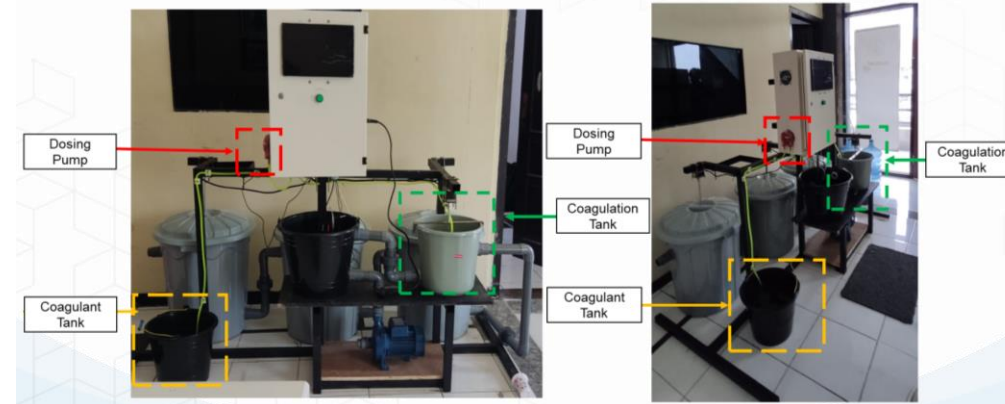 Dosing
Pump
Coagulation
Tank
Coagulant
Tank
Dosing
Pump
Coagulation
Tank
Coagulant
Tank